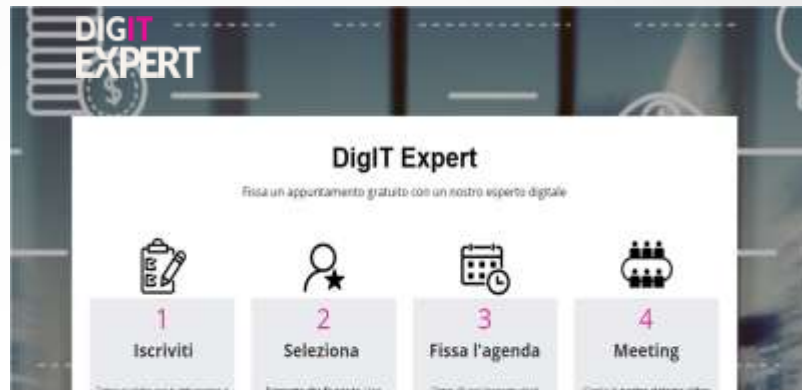 DIGIT
EXPERT
DigIT Expert
Fissa un appuntamento gratuito con un nostro esperto digitale
1
Iscriviti
2
Seleziona
3
Fissa l'agenda
4
Meeting